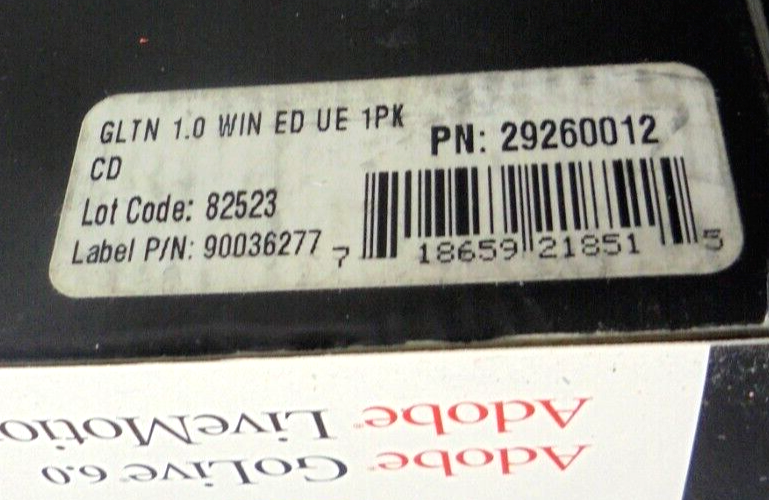 GLTN 1.0 WIN ED UE 1PK
CD
PN: 29260012
Lot Code: 82523
Label P/N: 90036277
7 18659 21851 5
Adobe GoLive 6.0
Adobe LiveMotio